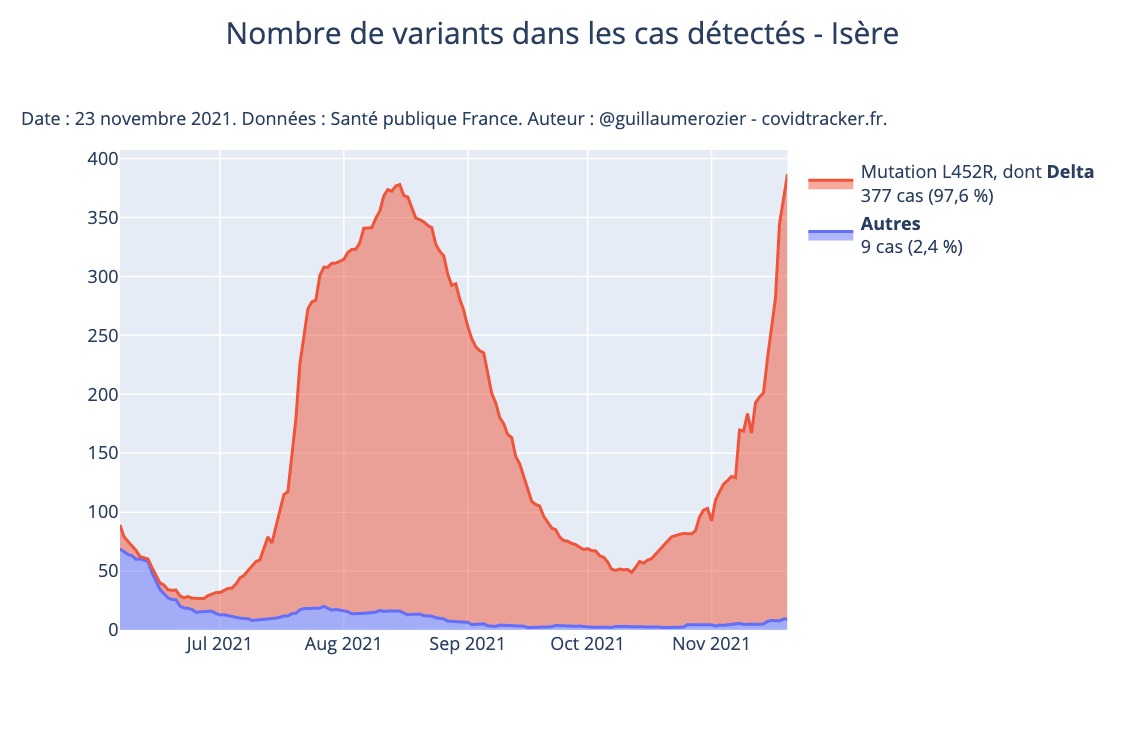 Nombre de variants dans les cas détectés - Isère
Date : 23 novembre 2021. Données : Santé publique France. Auteur : @guillaumerozier - covidtracker.fr.
400
350
300
250
200
150
100
50
0
Jul 2021
Aug 2021
Sep 2021
Oct 2021
Nov 2021
Mutation L452R, dont Delta
377 cas (97,6 %)
Autres
9 cas (2,4 %)